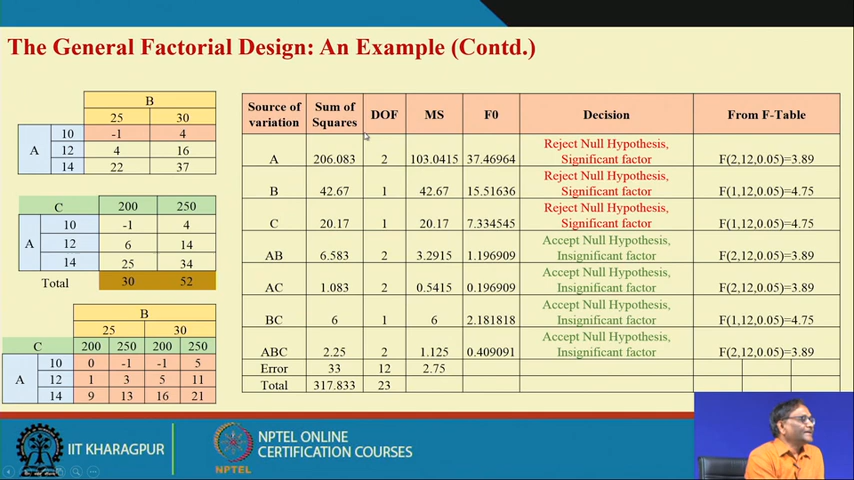 The General Factorial Design: An Example (Contd.)
B
25 30
A 10 -1 4
12 4 16
14 22 37
C 200 250
A 10 -1 4
12 6 14
14 25 34
Total 30 52
B
25 30
C 200 250 200 250
A 10 0 -1 -1 5
12 1 3 5 11
14 9 13 16 21
Source of variation Sum of Squares DOF MS F0 Decision From F-Table
A 206.083 2 103.0415 37.46964 Reject Null Hypothesis, Significant factor F(2,12,0.05)=3.89
B 42.67 1 42.67 15.51636 Reject Null Hypothesis, Significant factor F(1,12,0.05)=4.75
C 20.17 1 20.17 7.334545 Reject Null Hypothesis, Significant factor F(1,12,0.05)=4.75
AB 6.583 2 3.2915 1.196909 Accept Null Hypothesis, Insignificant factor F(2,12,0.05)=3.89
AC 1.083 2 0.5415 0.196909 Accept Null Hypothesis, Insignificant factor F(2,12,0.05)=3.89
BC 6 1 6 2.181818 Accept Null Hypothesis, Insignificant factor F(1,12,0.05)=4.75
ABC 2.25 2 1.125 0.409091 Accept Null Hypothesis, Insignificant factor F(2,12,0.05)=3.89
Error 33 12 2.75
Total 317.833 23
IIT KHARAGPUR
NPTEL
NPTEL ONLINE
CERTIFICATION COURSES